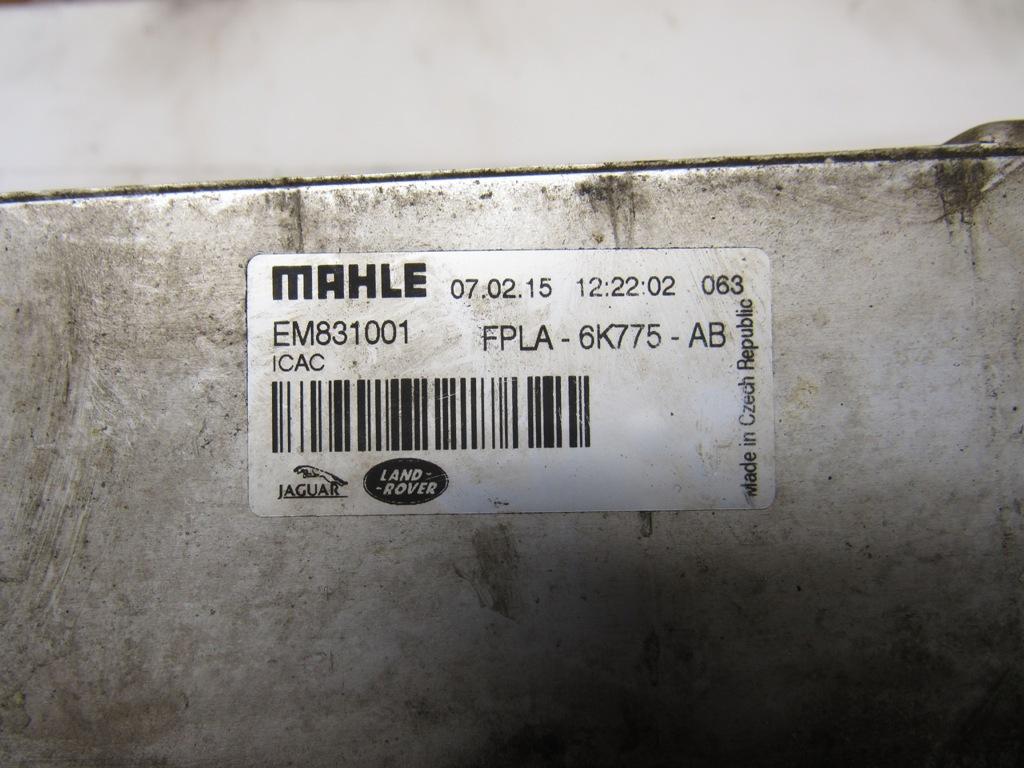 MAHLE 07.02.15 12:22:02 063
EM831001 FPLA - 6K775 - AB
ICAC
JAGUAR LAND-
-ROVER
Made in Czech Republic